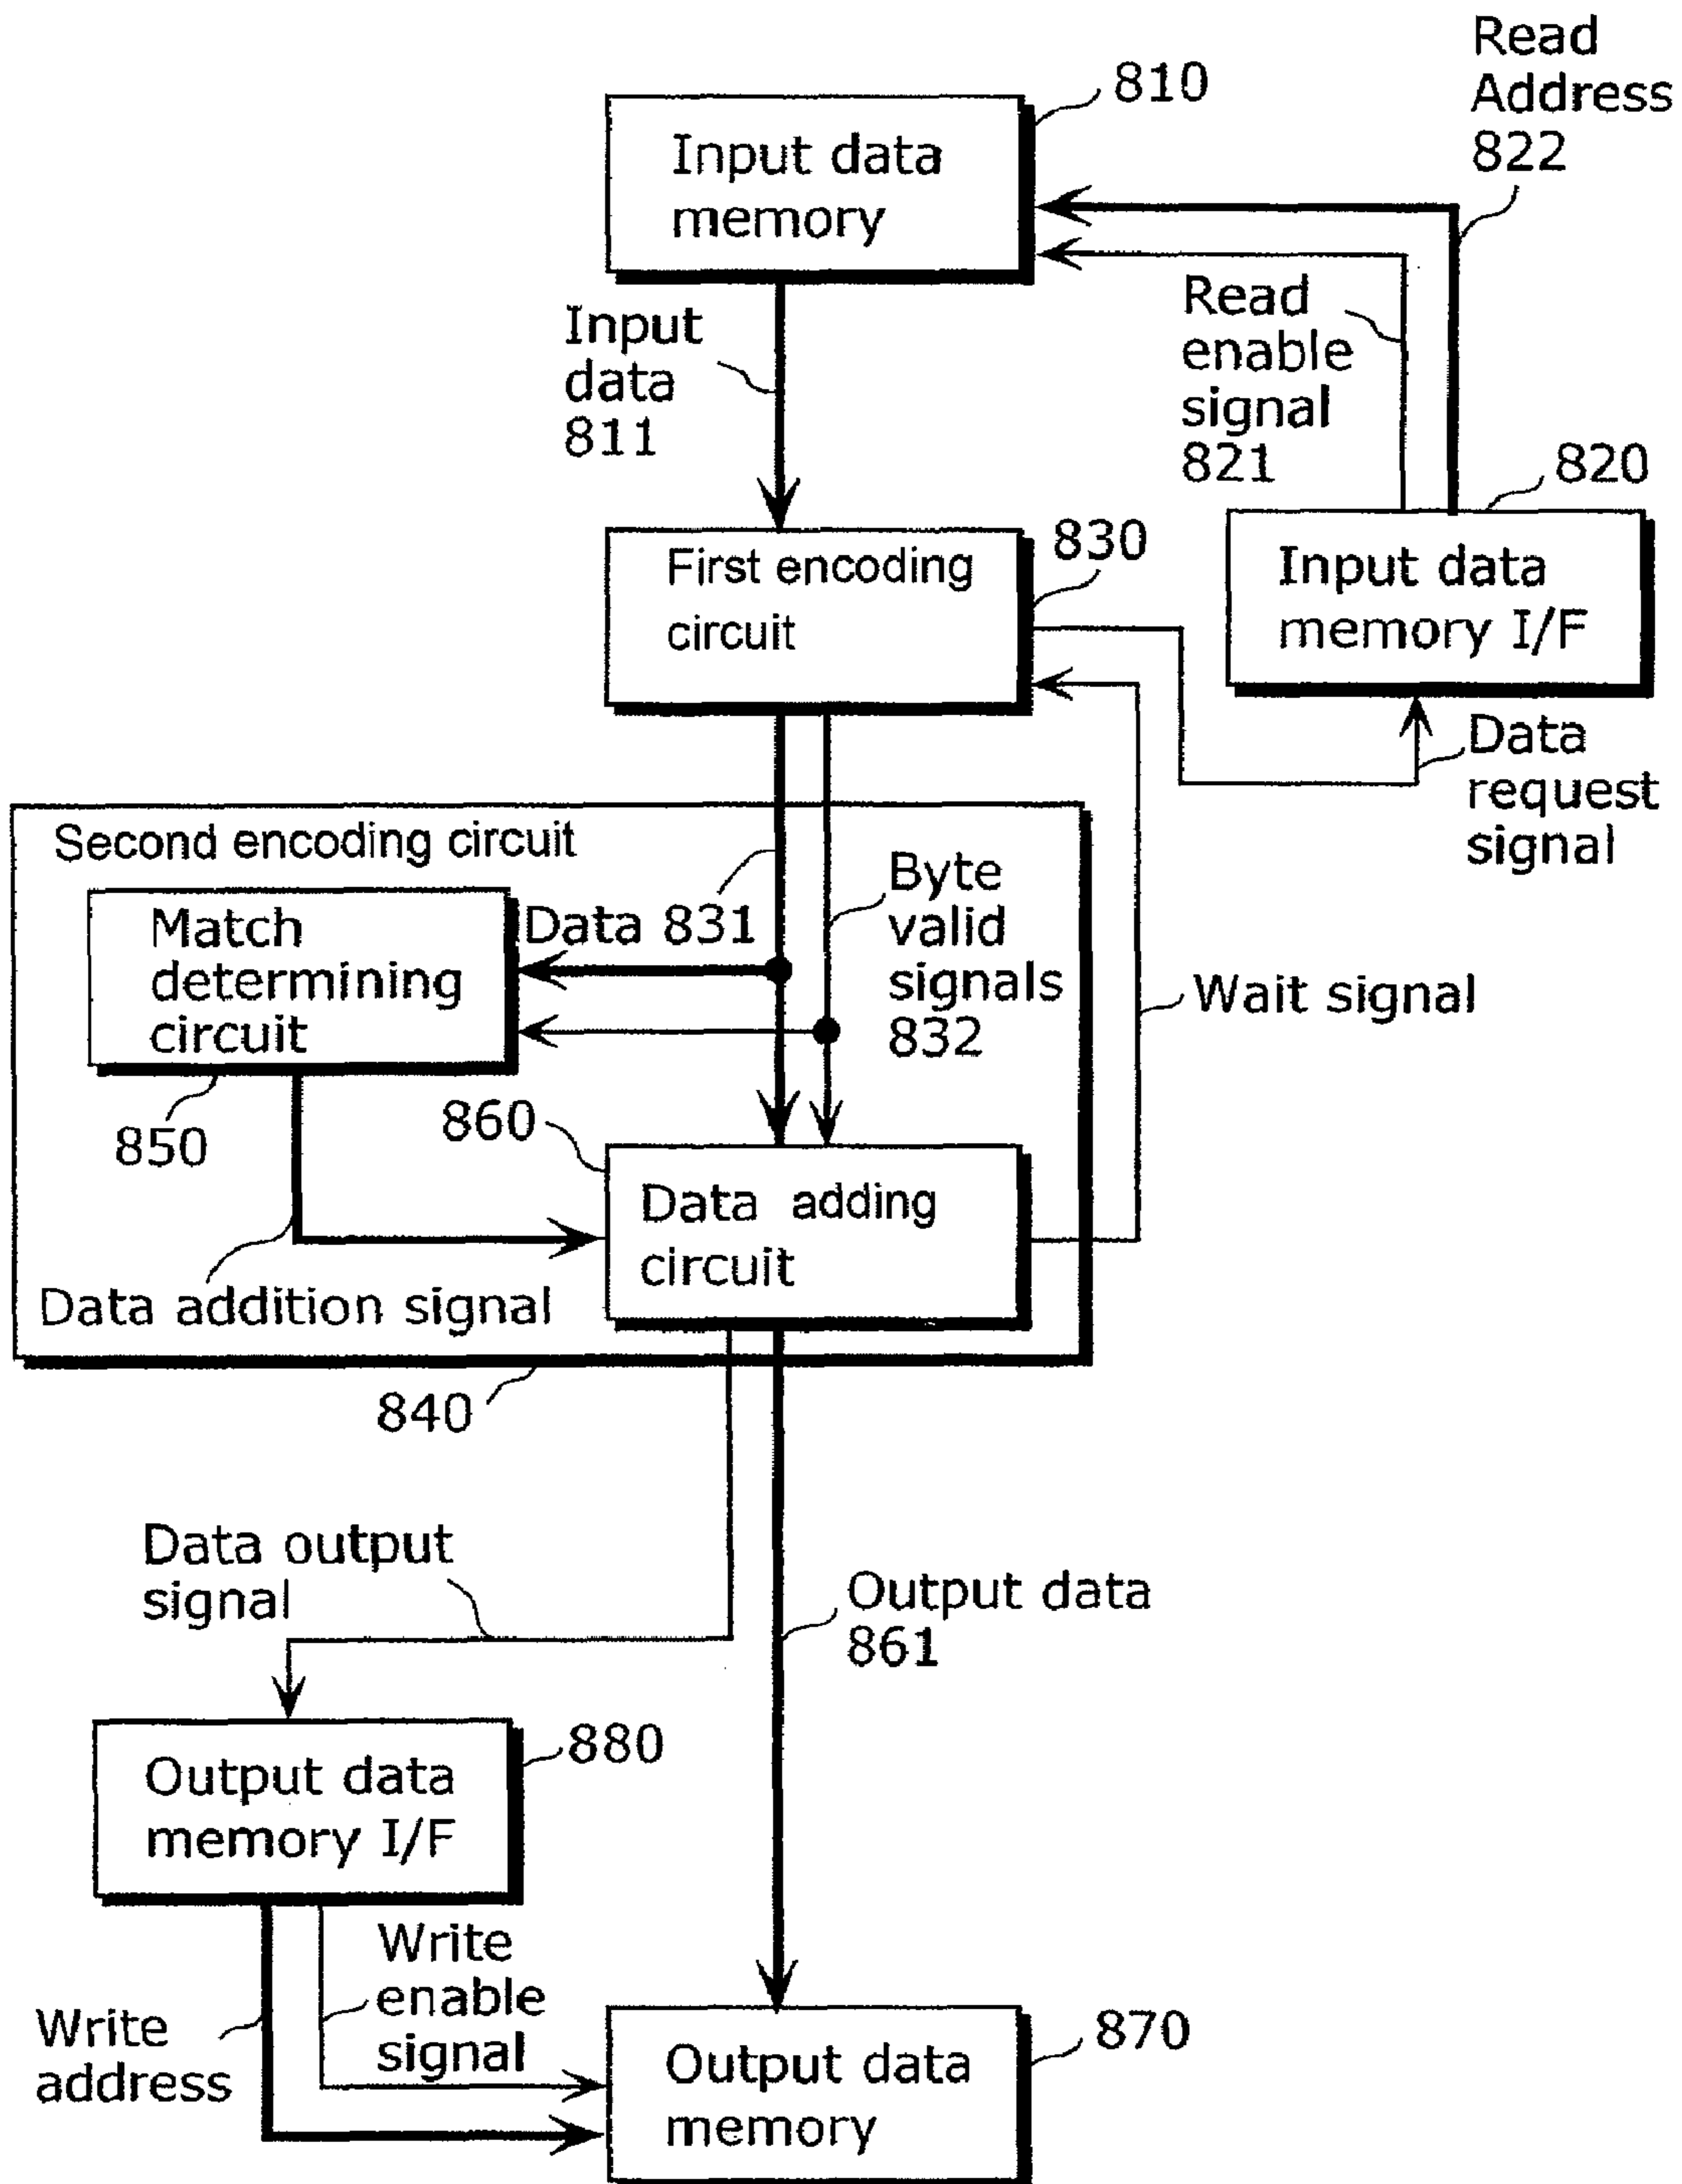 Read
Address
822
810
Input data
memory
Input
data
811
Read
enable
signal
821
820
First encoding
circuit
830
Input data
memory I/F
Data
request
signal
Second encoding circuit
Match
determining
circuit
Data 831
Byte
valid
signals
832
Wait signal
850
860
Data adding
circuit
Data addition signal
840
Data output
signal
Output data
861
880
Output data
memory I/F
Write
enable
signal
Write
address
870
Output data
memory